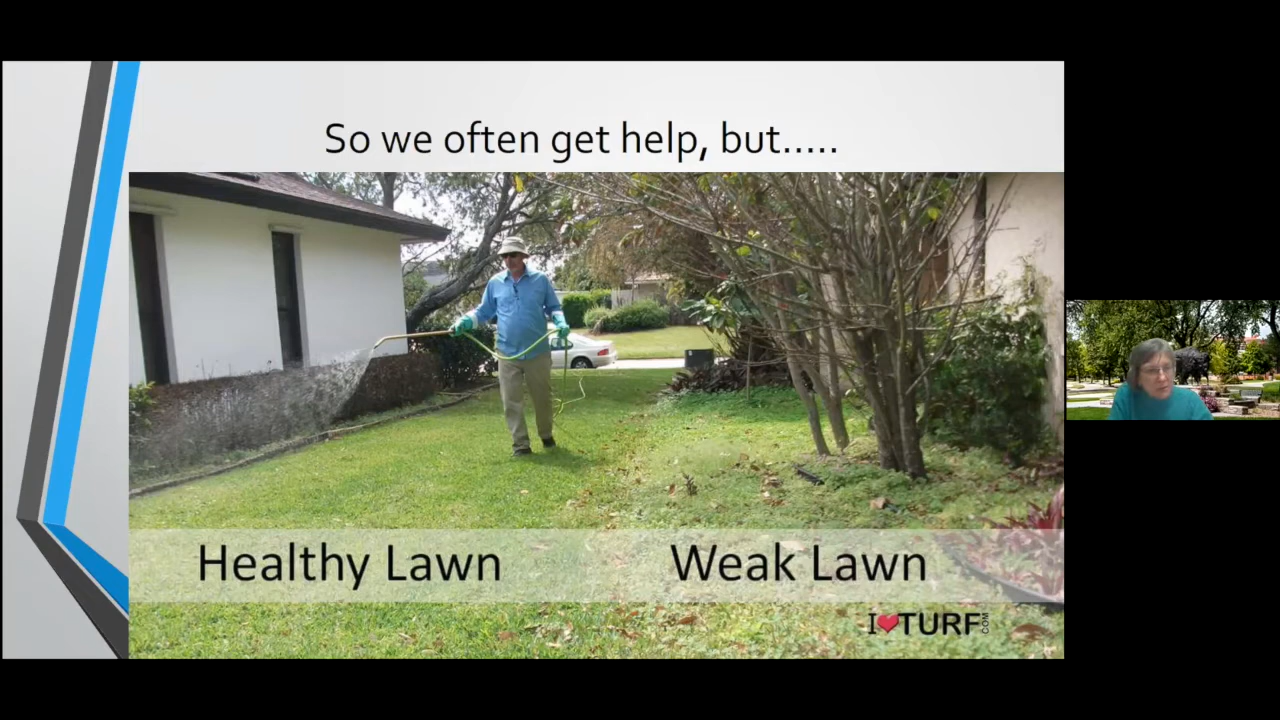 So we often get help, but.....
Healthy Lawn
Weak Lawn
I❤TURF.COM